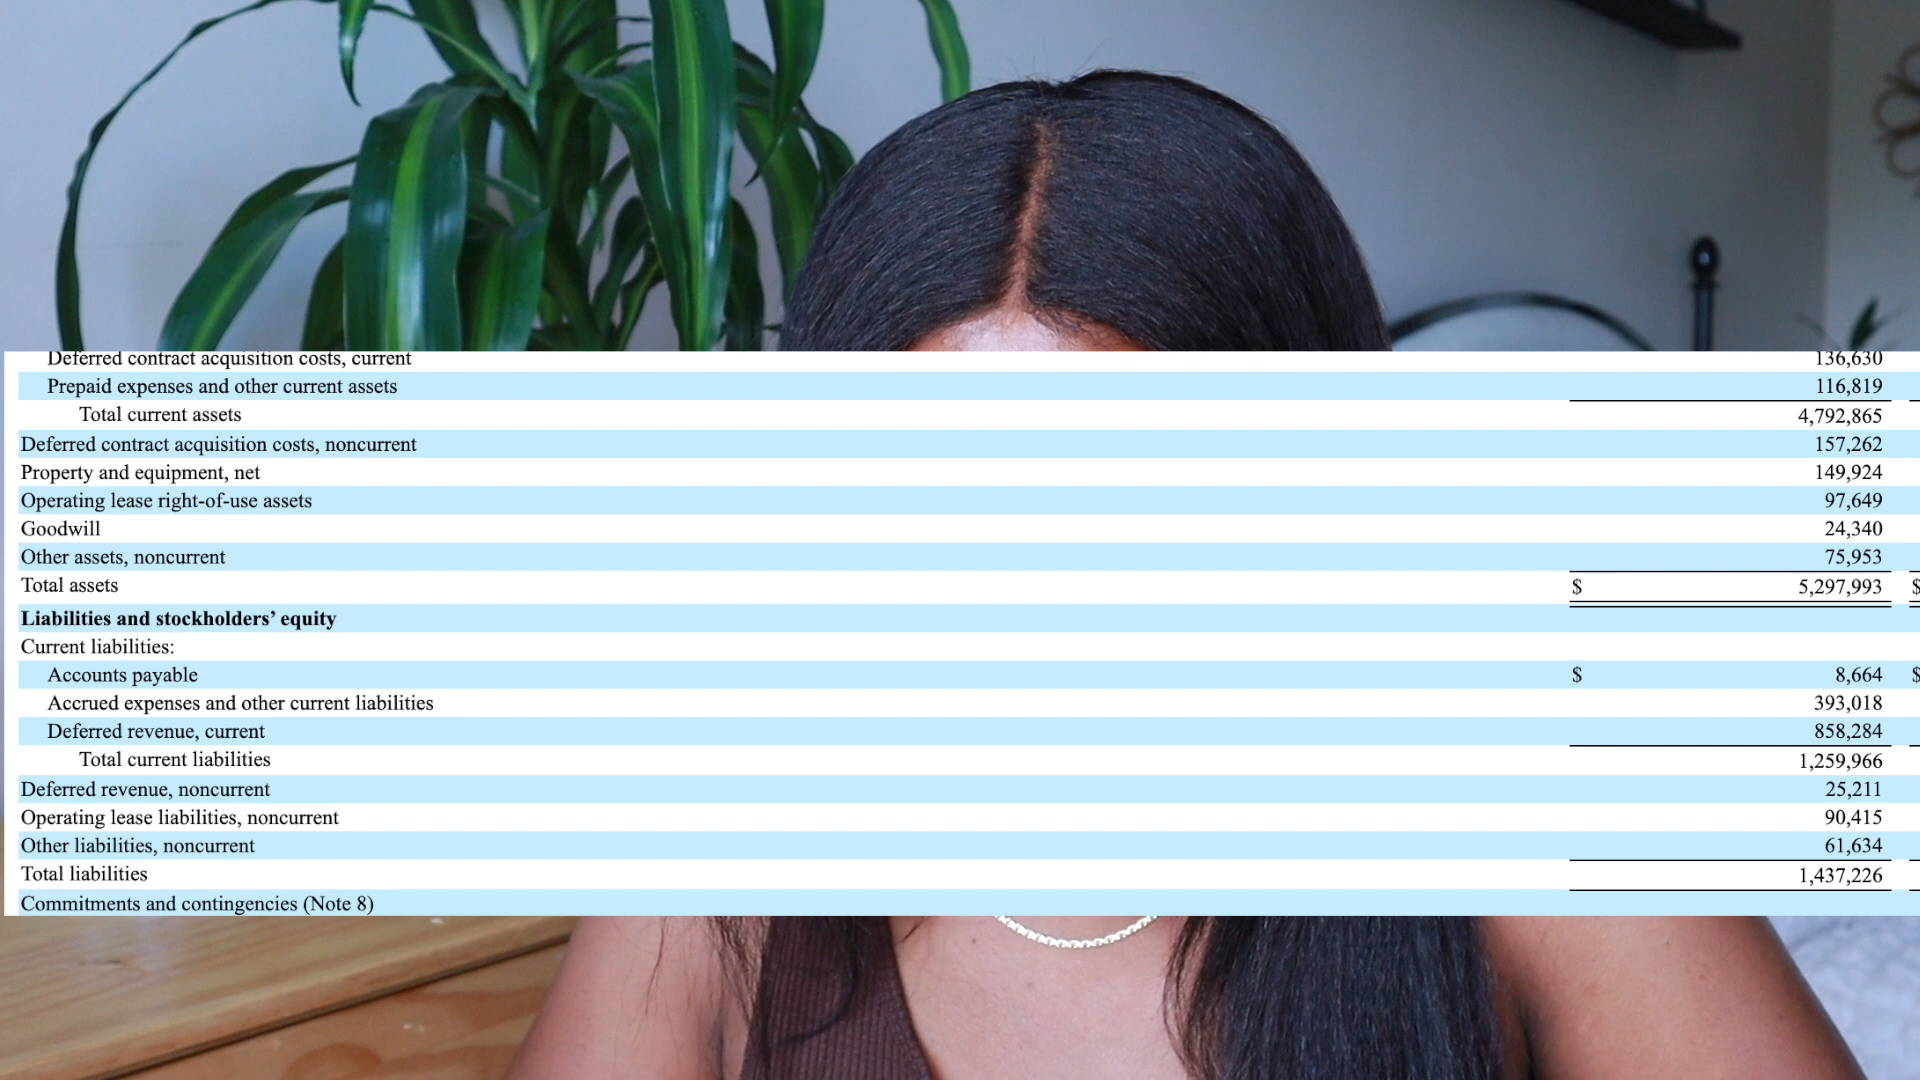 Deferred contract acquisition costs, current 136,630
Prepaid expenses and other current assets 116,819
Total current assets 4,792,865
Deferred contract acquisition costs, noncurrent 157,262
Property and equipment, net 149,924
Operating lease right-of-use assets 97,649
Goodwill 24,340
Other assets, noncurrent 75,953
Total assets $ 5,297,993 $
Liabilities and stockholders’ equity
Current liabilities:
Accounts payable $ 8,664 $
Accrued expenses and other current liabilities 393,018
Deferred revenue, current 858,284
Total current liabilities 1,259,966
Deferred revenue, noncurrent 25,211
Operating lease liabilities, noncurrent 90,415
Other liabilities, noncurrent 61,634
Total liabilities 1,437,226
Commitments and contingencies (Note 8)